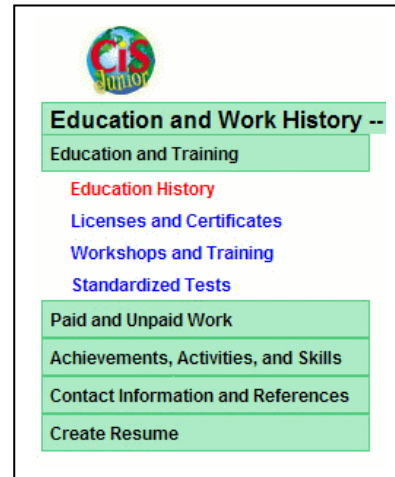 CiS
Junior
Education and Work History --
Education and Training
Education History
Licenses and Certificates
Workshops and Training
Standardized Tests
Paid and Unpaid Work
Achievements, Activities, and Skills
Contact Information and References
Create Resume